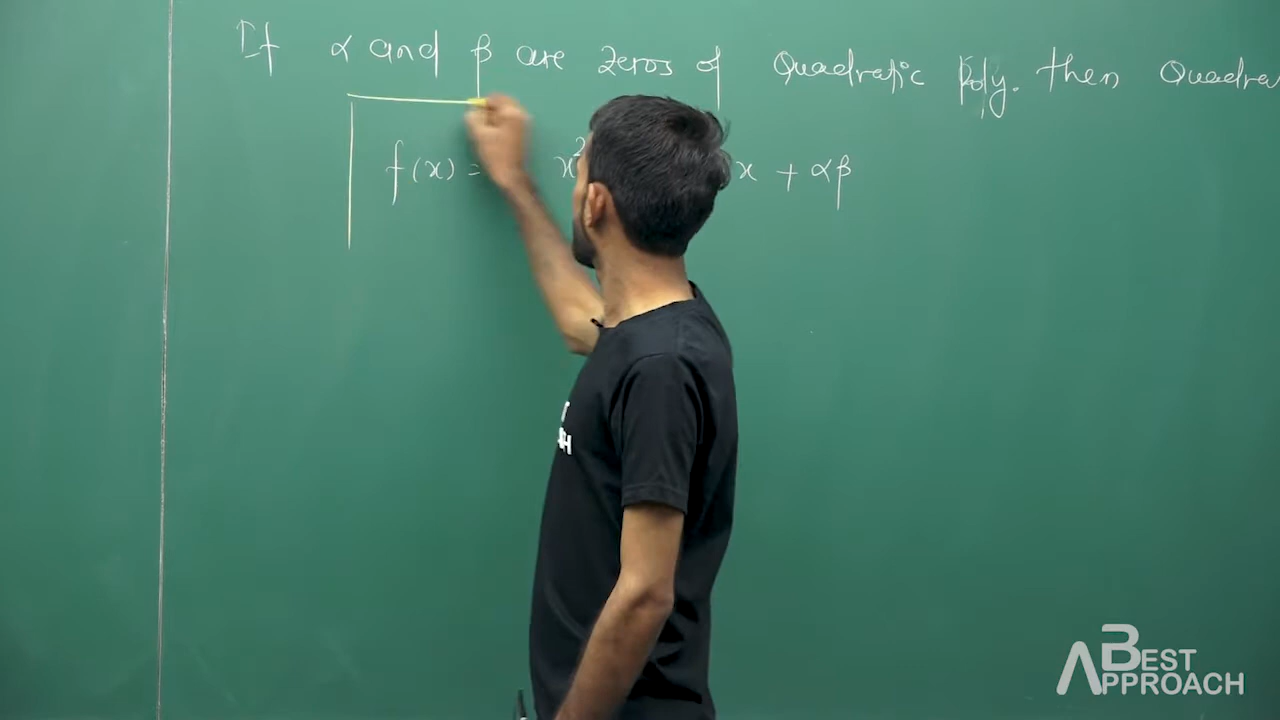 If α and β are zeros of Quadratic Poly. then Quadra
f(x) = x² x + αβ
BEST
APPROACH